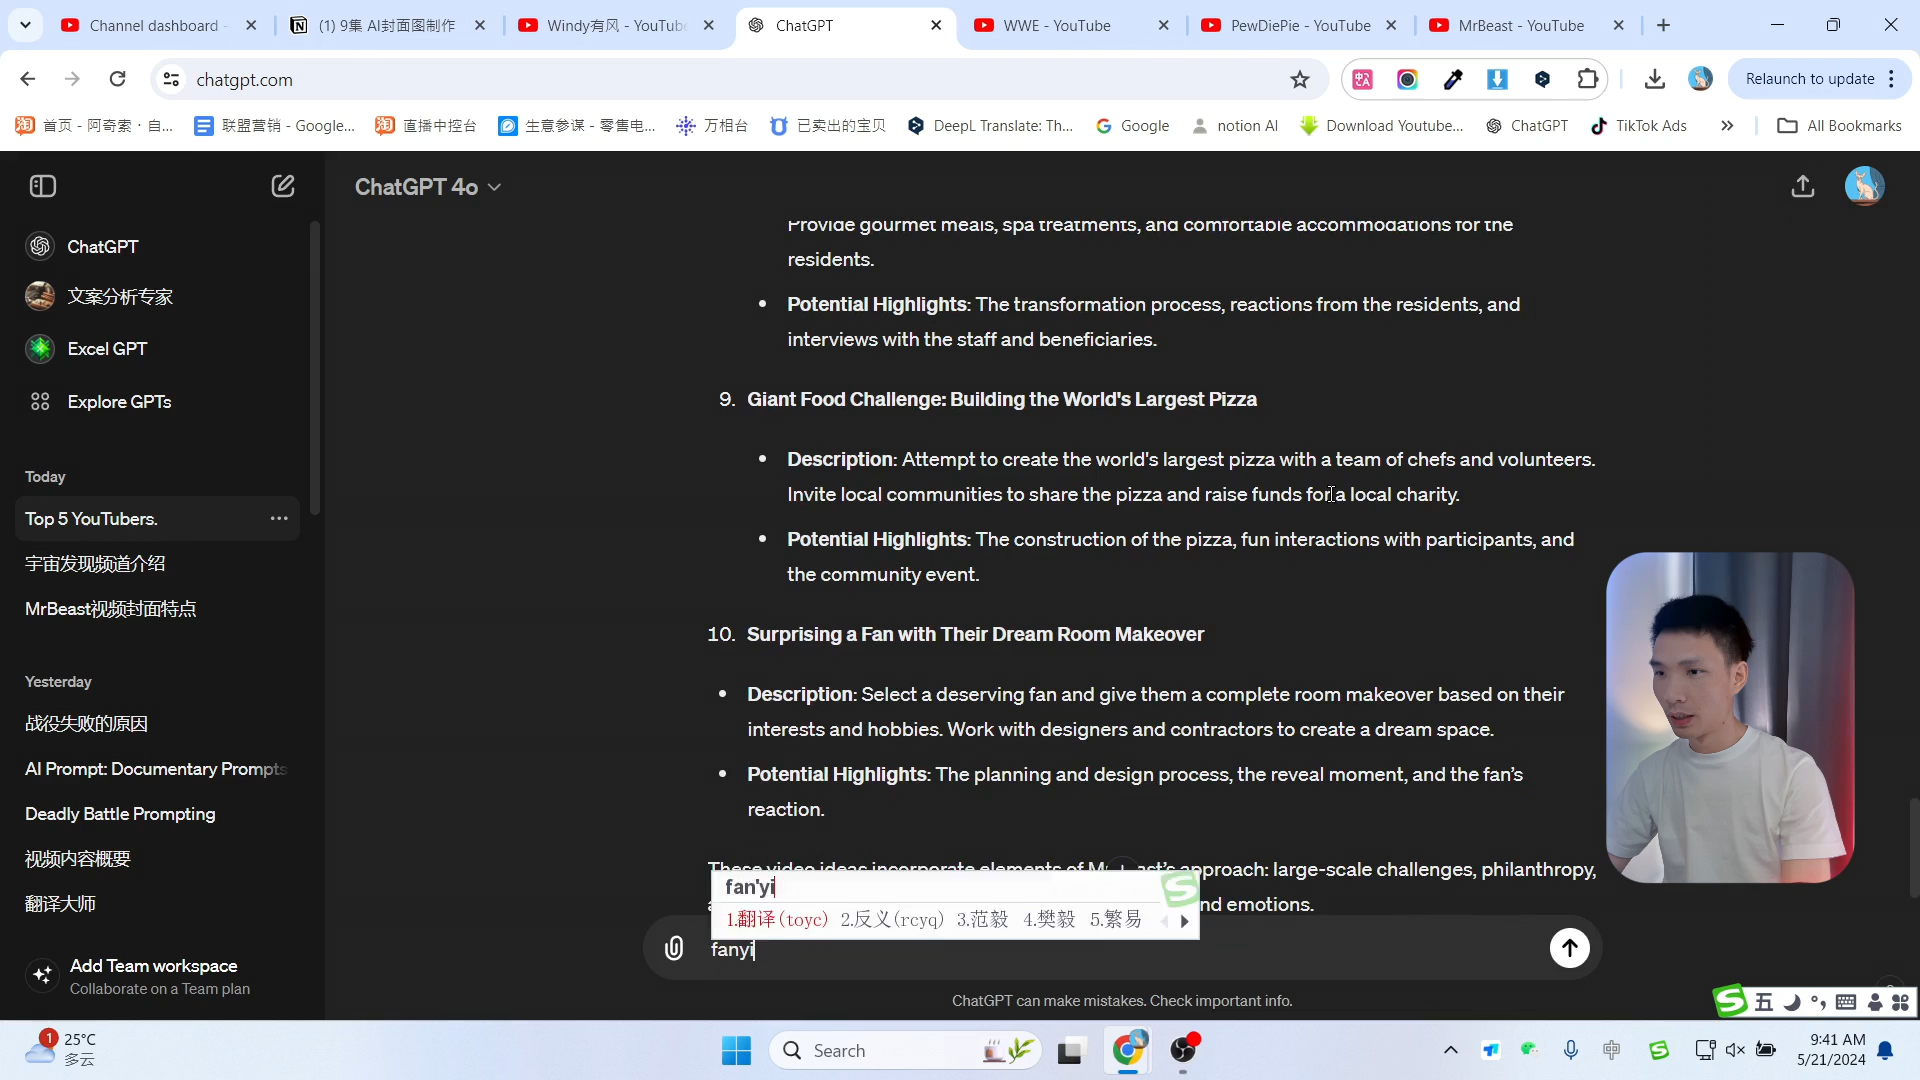 Channel dashboard -
(1) 9集 AI封面图制作
Windy有风 - YouTube
ChatGPT
WWE - YouTube
PewDiePie - YouTube
MrBeast - YouTube
chatgpt.com
Relaunch to update
首页 - 阿奇索 · 自...
联盟营销 - Google...
直播中控台
生意参谋 - 零售电...
万相台
已卖出的宝贝
DeepL Translate: Th...
Google
notion AI
Download Youtube...
ChatGPT
TikTok Ads
All Bookmarks
ChatGPT 4o
ChatGPT
文案分析专家
Excel GPT
Explore GPTs
Today
Top 5 YouTubers.
宇宙发现频道介绍
MrBeast视频封面特点
Yesterday
战役失败的原因
AI Prompt: Documentary Prompts
Deadly Battle Prompting
视频内容概要
翻译大师
Add Team workspace
Collaborate on a Team plan
Provide gourmet meals, spa treatments, and comfortable accommodations for the
residents.
Potential Highlights: The transformation process, reactions from the residents, and
interviews with the staff and beneficiaries.
9. Giant Food Challenge: Building the World's Largest Pizza
Description: Attempt to create the world's largest pizza with a team of chefs and volunteers.
Invite local communities to share the pizza and raise funds for a local charity.
Potential Highlights: The construction of the pizza, fun interactions with participants, and
the community event.
10. Surprising a Fan with Their Dream Room Makeover
Description: Select a deserving fan and give them a complete room makeover based on their
interests and hobbies. Work with designers and contractors to create a dream space.
Potential Highlights: The planning and design process, the reveal moment, and the fan's
reaction.
These video ideas incorporate elements of MrBeast's approach: large-scale challenges, philanthropy,
nd emotions.
fan'yi
1.翻译(toyc) 2.反义(rcyq) 3.范毅 4.樊毅 5.繁易
fanyi
ChatGPT can make mistakes. Check important info.
五
1
25°C
多云
Search
中
9:41 AM
5/21/2024